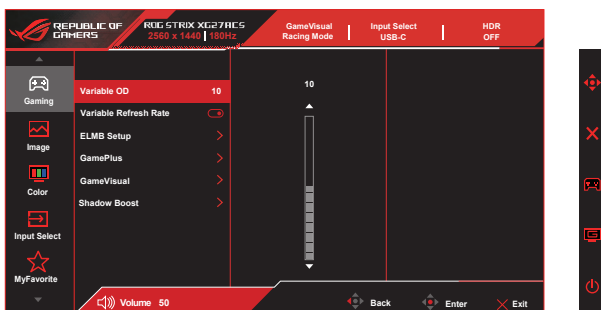 REPUBLIC OF
GAMERS
ROG STRIX XG27ACS
2560 x 1440 180Hz
GameVisual
Racing Mode
Input Select
USB-C
HDR
OFF
Gaming
Image
Color
Input Select
MyFavorite
Variable OD 10
Variable Refresh Rate
ELMB Setup
GamePlus
GameVisual
Shadow Boost
10
Volume 50
Back
Enter
Exit